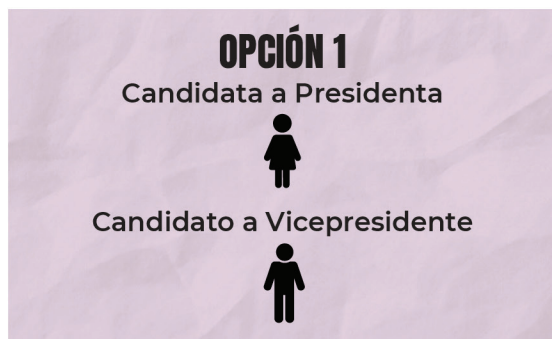 OPCIÓN 1
Candidata a Presidenta
Candidato a Vicepresidente